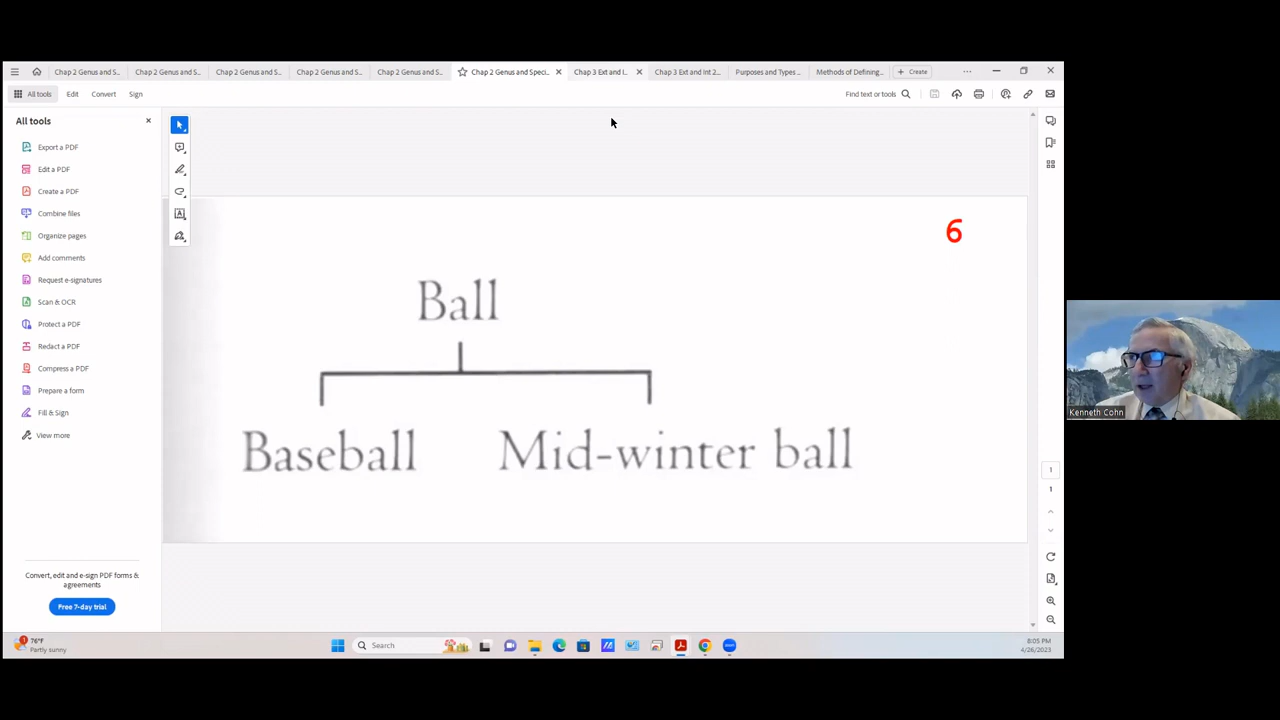 Chap 2 Genus and S...
Chap 2 Genus and S...
Chap 2 Genus and S...
Chap 2 Genus and S...
Chap 2 Genus and S...
Chap 2 Genus and Speci...
Chap 3 Ext and I...
Chap 3 Ext and Int 2...
Purposes and Types ...
Methods of Defining...
Create
All tools
Edit
Convert
Sign
Find text or tools
All tools
Export a PDF
Edit a PDF
Create a PDF
Combine files
Organize pages
Add comments
Request e-signatures
Scan & OCR
Protect a PDF
Redact a PDF
Compress a PDF
Prepare a form
Fill & Sign
View more
Convert, edit and e-sign PDF forms &
agreements
Free 7-day trial
6
Ball
Baseball Mid-winter ball
1
1
Kenneth Cohn
1
76°F
Partly sunny
Search
8:05 PM
4/26/2023